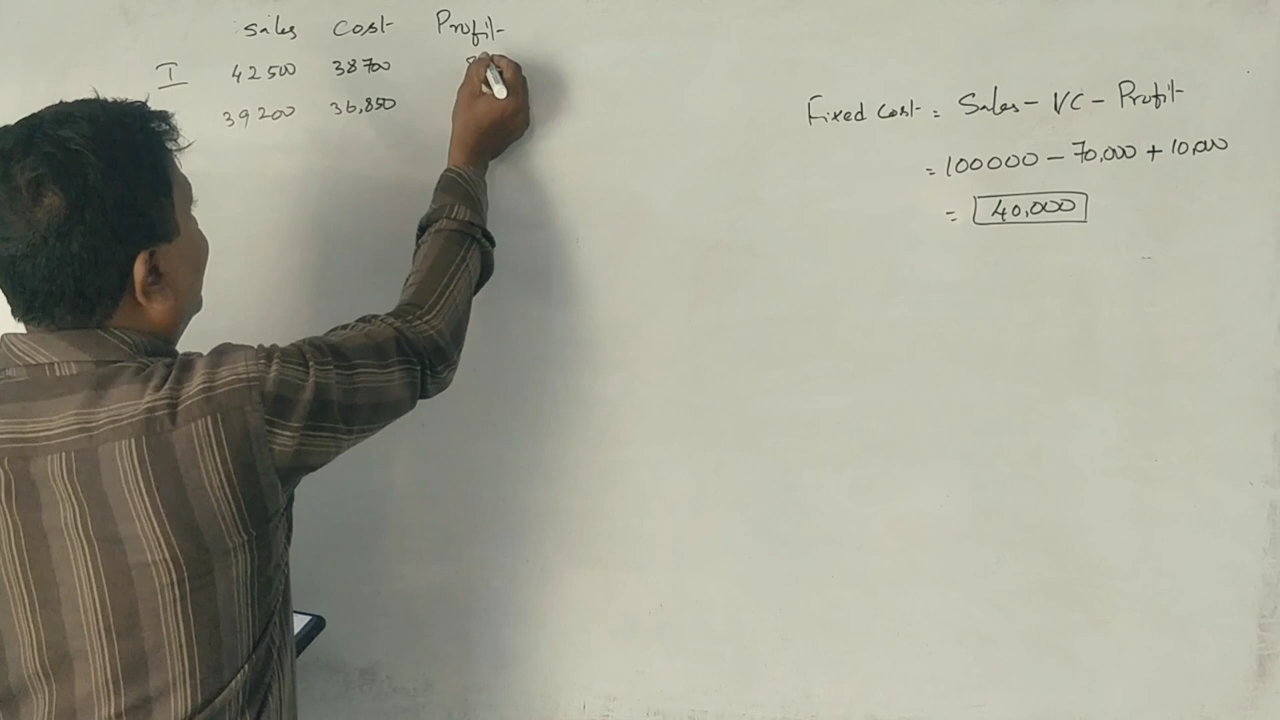 Sales Cost Profit
I 42500 38700
39200 36,850
Fixed cost = Sales - VC - Profit
= 100000 - 70,000 + 10,000
= 40,000